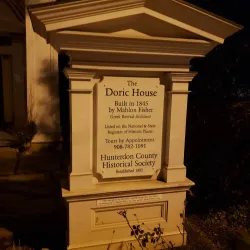 The
Doric House
Built in 1845
by Mahlon Fisher
Greek Revival Architect
Listed on the National & New
Registers of Historic Places
Tours by Appointment
908-782-1091
Hunterdon County
Historical Society
Established 1885